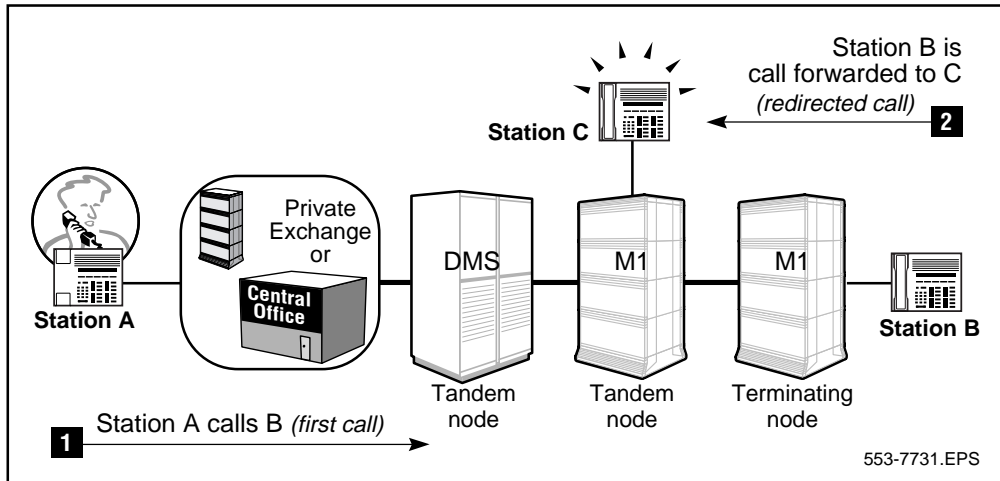 Station B is
call forwarded to C
(redirected call)
2
Station C
Private
Exchange
or
Central
Office
DMS
M1
M1
Station A
Station B
Tandem
node
Tandem
node
Terminating
node
1
Station A calls B (first call)
553-7731.EPS